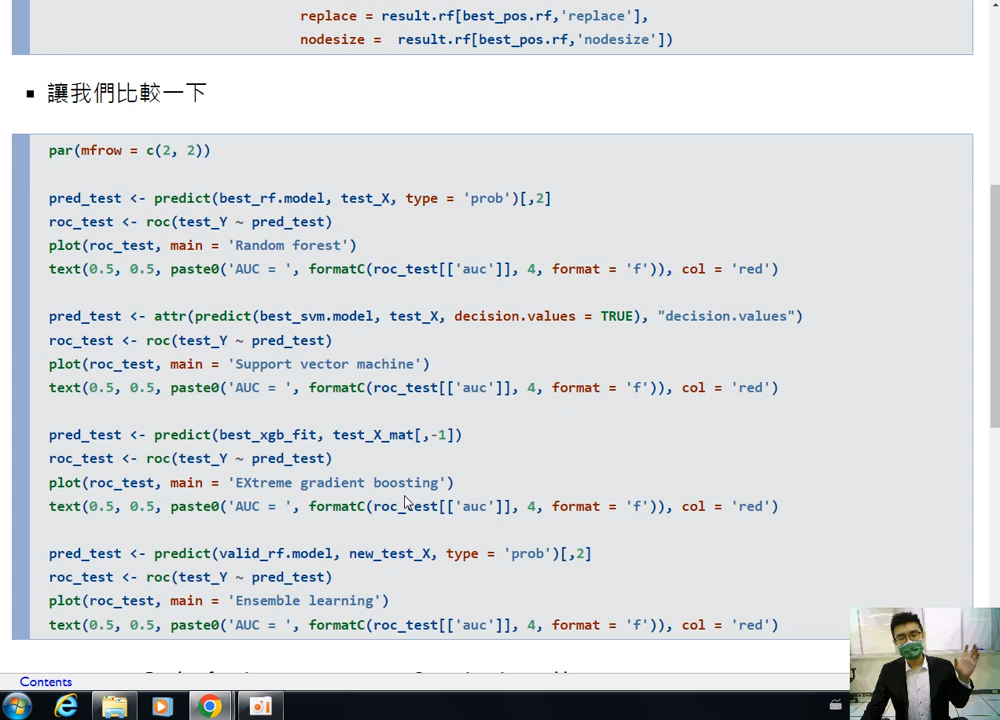 replace = result.rf[best_pos.rf,'replace'],
nodesize =  result.rf[best_pos.rf,'nodesize'])
▪ 讓我們比較一下
par(mfrow = c(2, 2))
pred_test <- predict(best_rf.model, test_X, type = 'prob')[,2]
roc_test <- roc(test_Y ~ pred_test)
plot(roc_test, main = 'Random forest')
text(0.5, 0.5, paste0('AUC = ', formatC(roc_test[['auc']], 4, format = 'f')), col = 'red')
pred_test <- attr(predict(best_svm.model, test_X, decision.values = TRUE), "decision.values")
roc_test <- roc(test_Y ~ pred_test)
plot(roc_test, main = 'Support vector machine')
text(0.5, 0.5, paste0('AUC = ', formatC(roc_test[['auc']], 4, format = 'f')), col = 'red')
pred_test <- predict(best_xgb_fit, test_X_mat[,-1])
roc_test <- roc(test_Y ~ pred_test)
plot(roc_test, main = 'EXtreme gradient boosting')
text(0.5, 0.5, paste0('AUC = ', formatC(roc_test[['auc']], 4, format = 'f')), col = 'red')
pred_test <- predict(valid_rf.model, new_test_X, type = 'prob')[,2]
roc_test <- roc(test_Y ~ pred_test)
plot(roc_test, main = 'Ensemble learning')
text(0.5, 0.5, paste0('AUC = ', formatC(roc_test[['auc']], 4, format = 'f')), col = 'red')
Contents